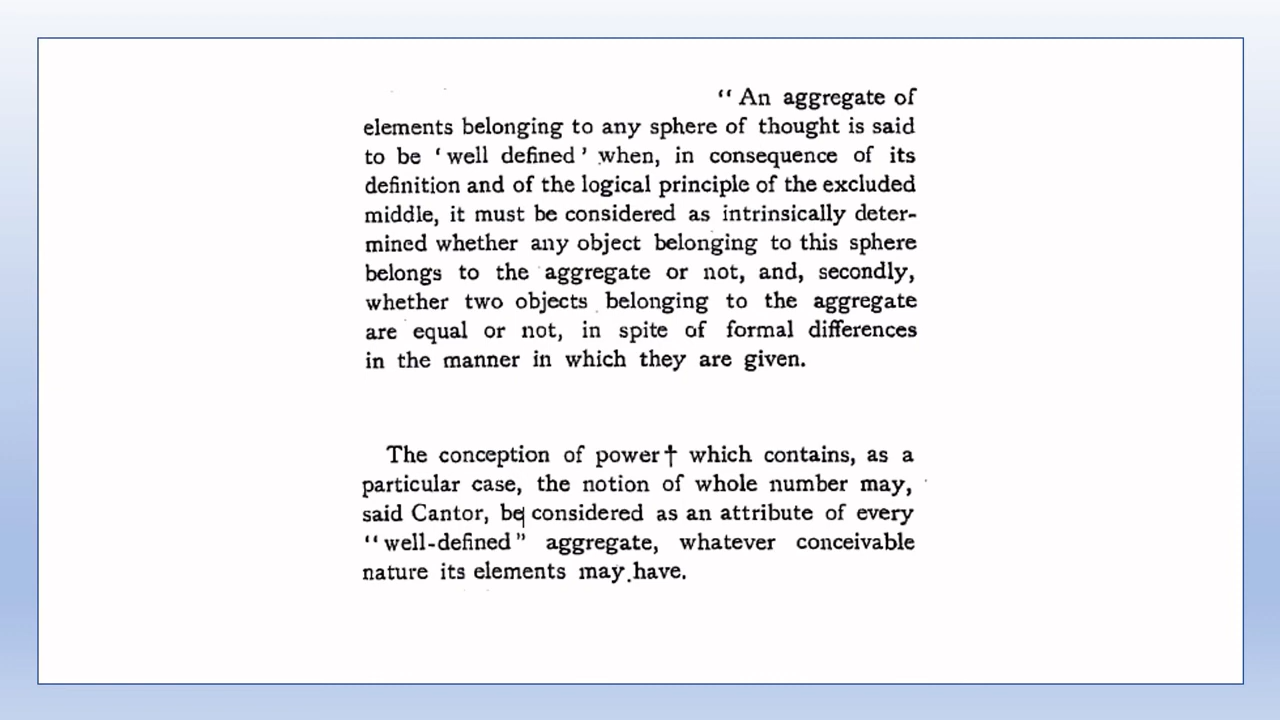 “ An aggregate of
elements belonging to any sphere of thought is said
to be ‘ well defined ’ when, in consequence of its
definition and of the logical principle of the excluded
middle, it must be considered as intrinsically deter-
mined whether any object belonging to this sphere
belongs to the aggregate or not, and, secondly,
whether two objects belonging to the aggregate
are equal or not, in spite of formal differences
in the manner in which they are given.
The conception of power † which contains, as a
particular case, the notion of whole number may,
said Cantor, be considered as an attribute of every
“ well-defined ” aggregate, whatever conceivable
nature its elements may have.